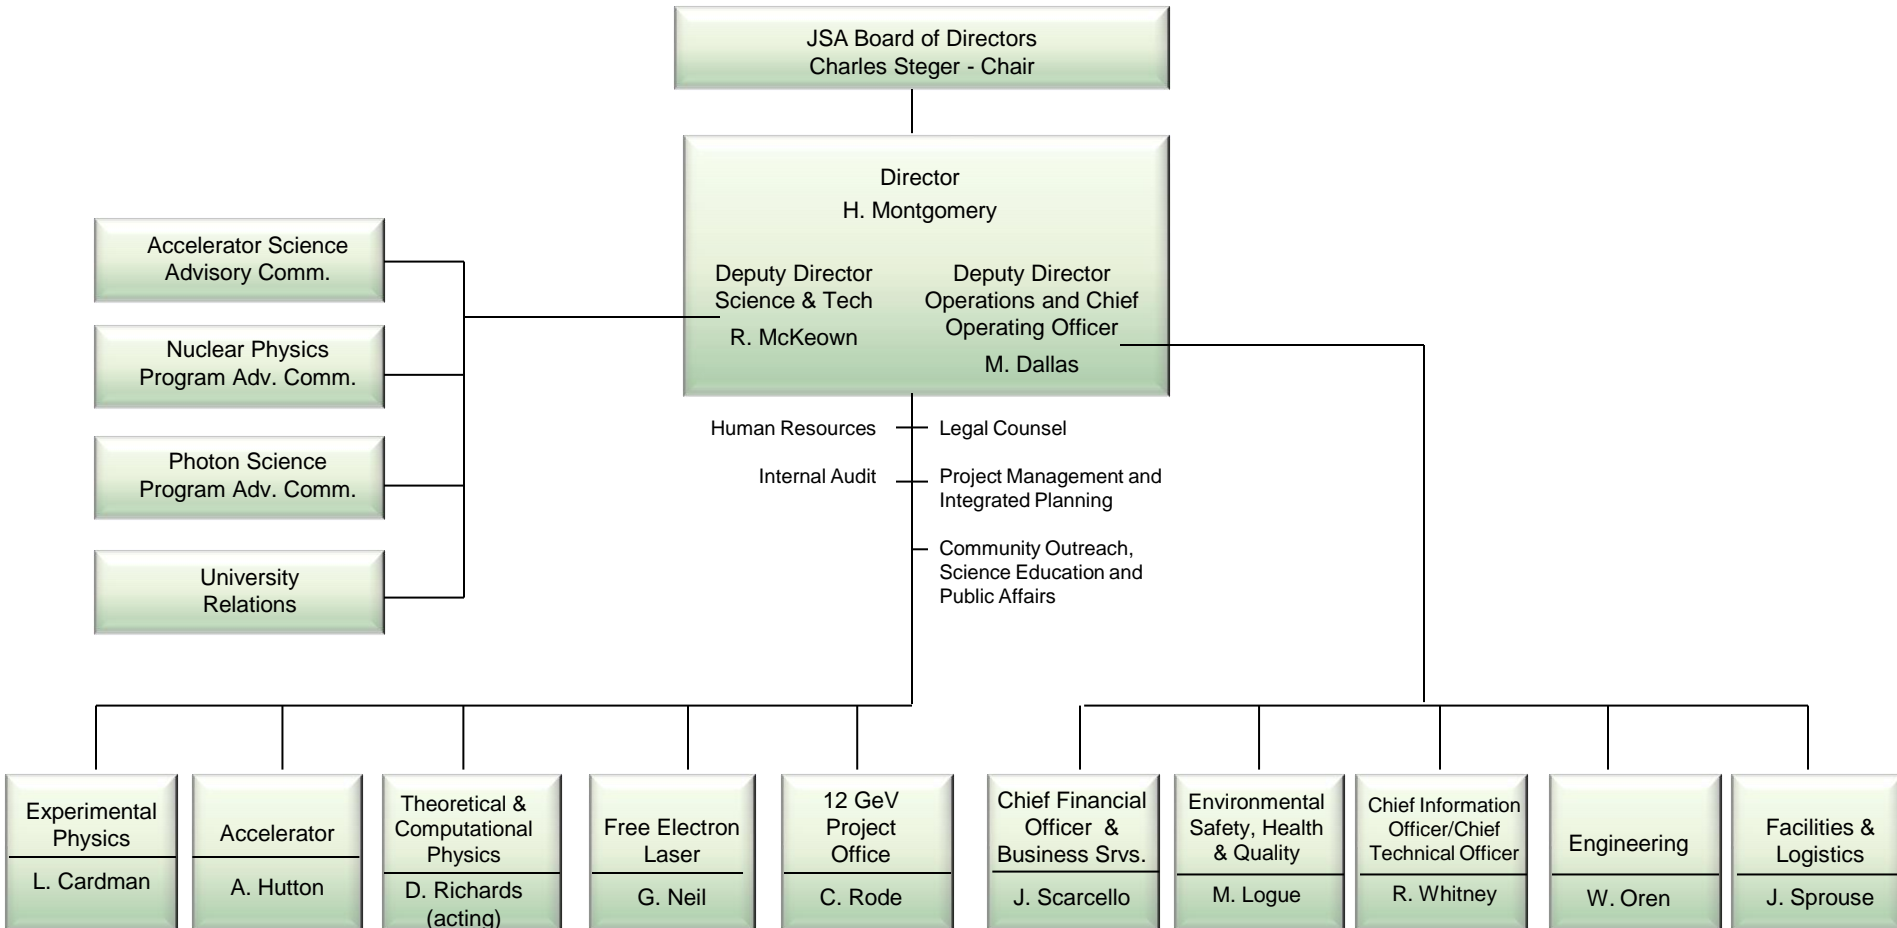 JSA Board of Directors
Charles Steger - Chair
Director
H. Montgomery
Deputy Director
Science & Tech
R. McKeown
Deputy Director
Operations and Chief
Operating Officer
M. Dallas
Accelerator Science
Advisory Comm.
Nuclear Physics
Program Adv. Comm.
Photon Science
Program Adv. Comm.
University
Relations
Human Resources
Legal Counsel
Internal Audit
Project Management and
Integrated Planning
Community Outreach,
Science Education and
Public Affairs
Experimental
Physics
L. Cardman
Accelerator
A. Hutton
Theoretical &
Computational
Physics
D. Richards
(acting)
Free Electron
Laser
G. Neil
12 GeV
Project
Office
C. Rode
Chief Financial
Officer &
Business Srvs.
J. Scarcello
Environmental
Safety, Health
& Quality
M. Logue
Chief Information
Officer/Chief
Technical Officer
R. Whitney
Engineering
W. Oren
Facilities &
Logistics
J. Sprouse